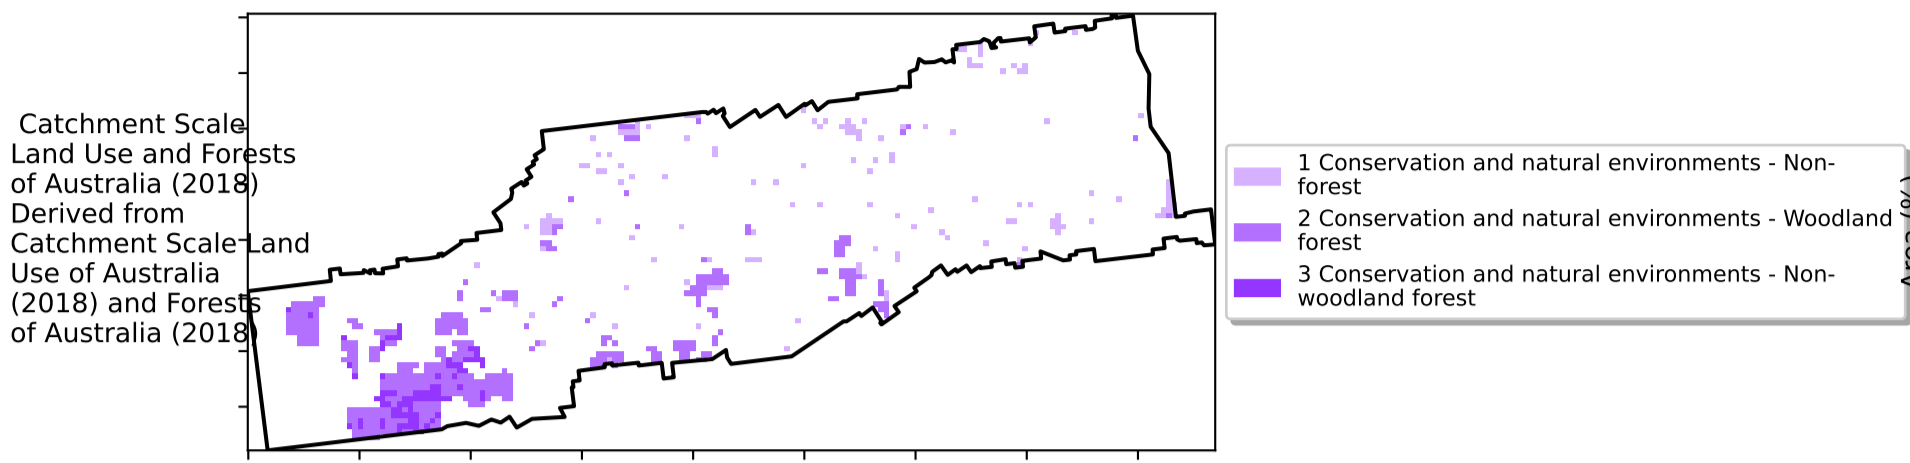 Catchment Scale
Land Use and Forests
of Australia (2018)
Derived from
Catchment Scale Land
Use of Australia
(2018) and Forests
of Australia (2018)
1 Conservation and natural environments - Non-
forest
2 Conservation and natural environments - Woodland
forest
3 Conservation and natural environments - Non-
woodland forest